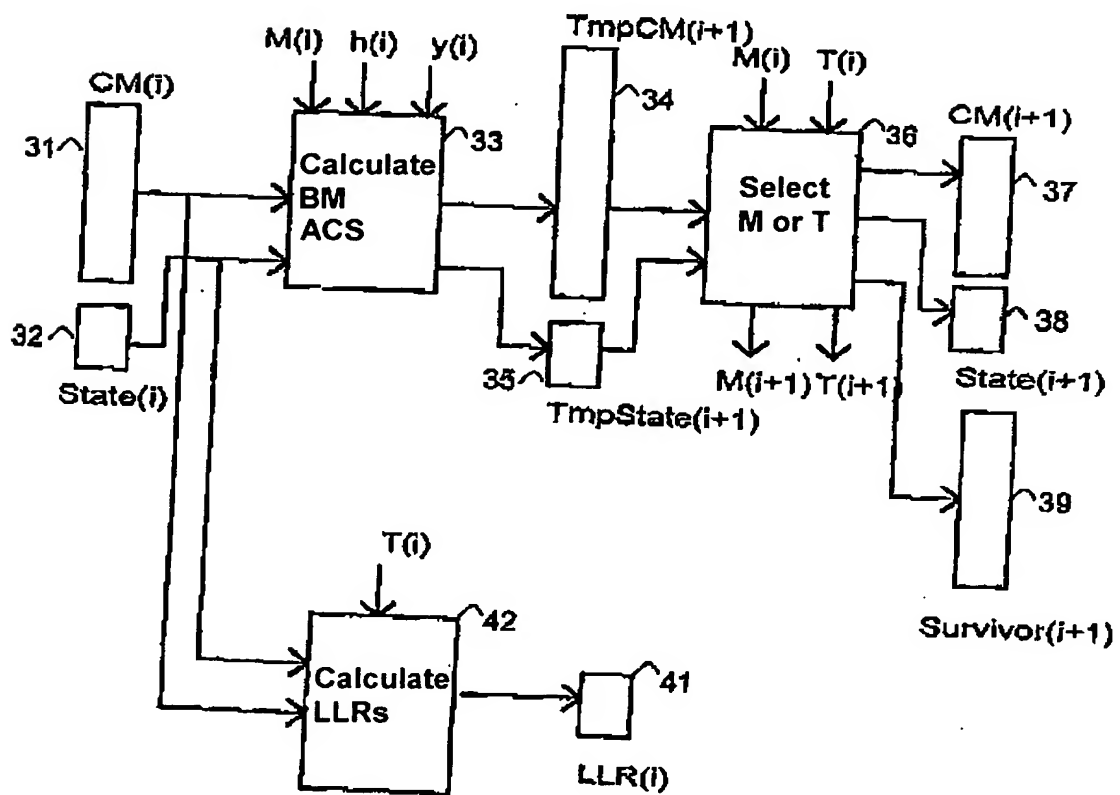 M(i) h(i) y(i)
TmpCM(i+1)
M(i) T(i)
CM(i)
CM(i+1)
31
33
34
36
37
Calculate
BM
ACS
Select
M or T
32
State(i)
35
TmpState(i+1)
M(i+1) T(i+1)
38
State(i+1)
39
Survivor(i+1)
T(i)
42
Calculate
LLRs
41
LLR(i)